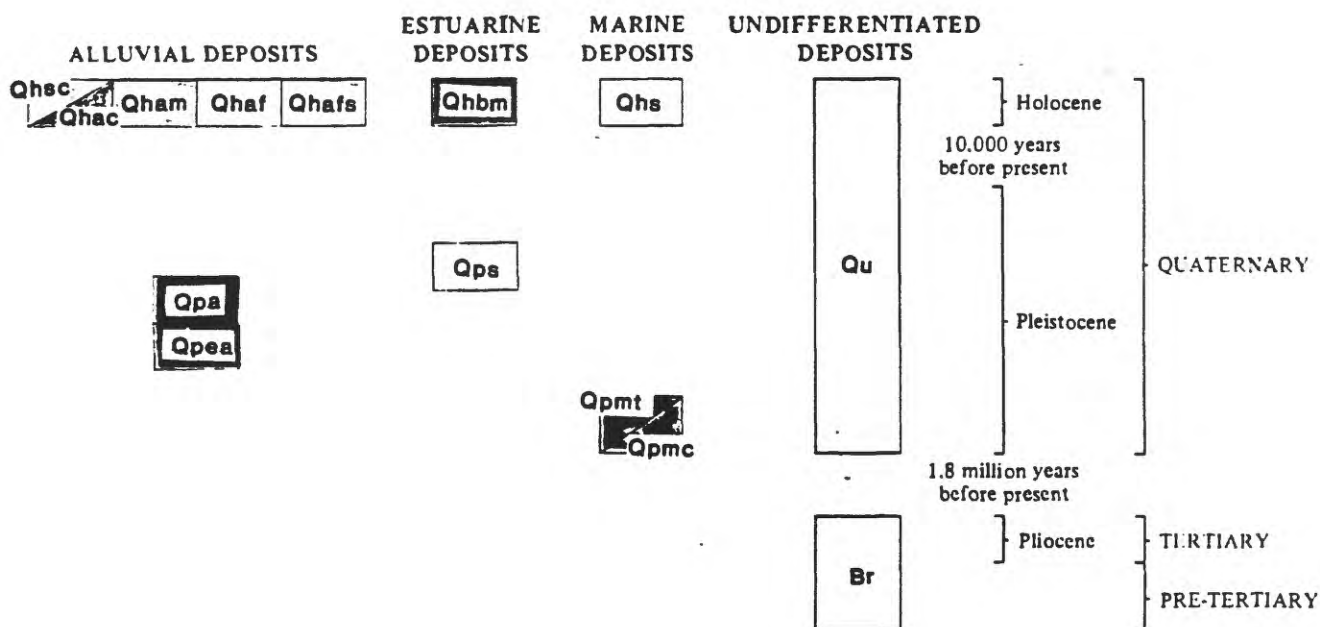 ALLUVIAL DEPOSITS
ESTUARINE
DEPOSITS
MARINE
DEPOSITS
UNDIFFERENTIATED
DEPOSITS
Qhsc
Qhac
Qham
Qhaf
Qhafs
Qhbm
Qhs
Holocene
10.000 years
before present
Qps
Qu
QUATERNARY
Qpa
Qpea
Pleistocene
Qpmt
Qpmc
1.8 million years
before present
Pliocene
TERTIARY
Br
PRE-TERTIARY